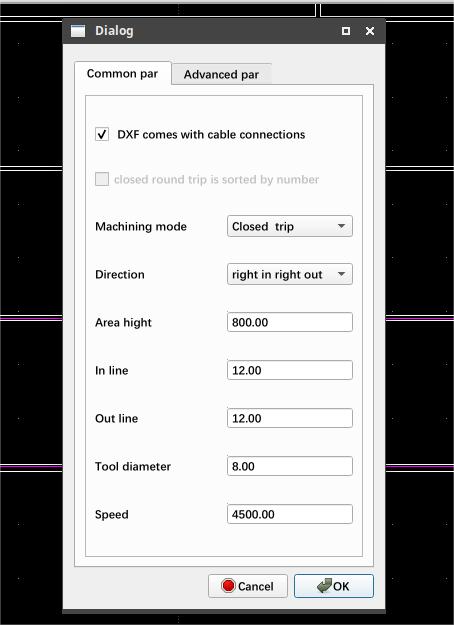 Dialog
Common par
Advanced par
DXF comes with cable connections
closed round trip is sorted by number
Machining mode
Closed trip
Direction
right in right out
Area hight
800.00
In line
12.00
Out line
12.00
Tool diameter
8.00
Speed
4500.00
Cancel
OK